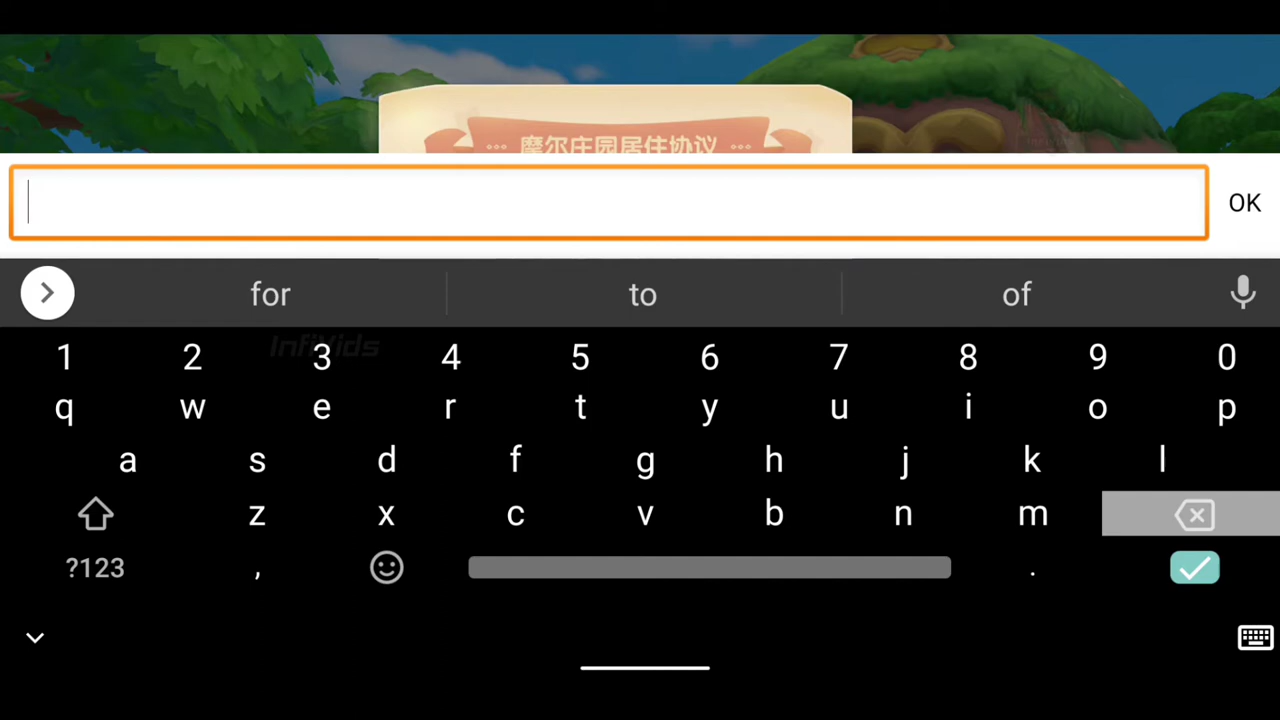 ··· 摩尔庄园居住协议 ···
OK
for to of
InfiVids
1 2 3 4 5 6 7 8 9 0
q w e r t y u i o p
a s d f g h j k l
z x c v b n m
?123 , .